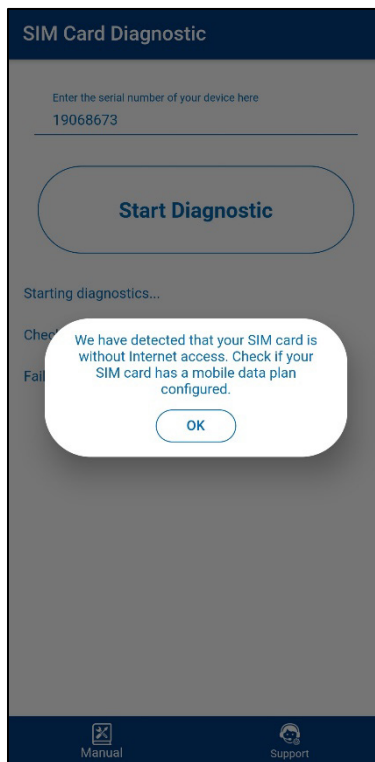 SIM Card Diagnostic
Enter the serial number of your device here
19068673
Start Diagnostic
Starting diagnostics...
We have detected that your SIM card is
without Internet access. Check if your
SIM card has a mobile data plan
configured.
OK
Manual
Support